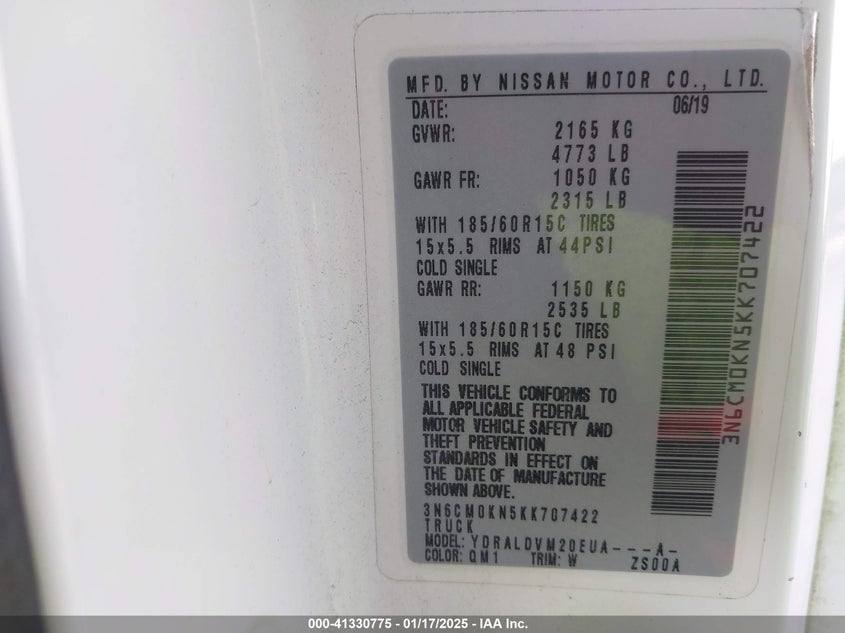 MFD. BY NISSAN MOTOR CO., LTD.
DATE: 06/19
GVWR: 2165 KG
4773 LB
GAWR FR: 1050 KG
2315 LB
WITH 185/60R15C TIRES
15x5.5 RIMS AT 44PSI
COLD SINGLE
GAWR RR: 1150 KG
2535 LB
WITH 185/60R15C TIRES
15x5.5 RIMS AT 48 PSI
COLD SINGLE
THIS VEHICLE CONFORMS TO
ALL APPLICABLE FEDERAL
MOTOR VEHICLE SAFETY AND
THEFT PREVENTION
STANDARDS IN EFFECT ON
THE DATE OF MANUFACTURE
SHOWN ABOVE.
3N6CM0KN5KK707422
TRUCK
MODEL: YDRALDVM20EUA---A-
COLOR: QM1 TRIM: W ZS00A
3N6CM0KN5KK707422
000-41330775 - 01/17/2025 - IAA Inc.